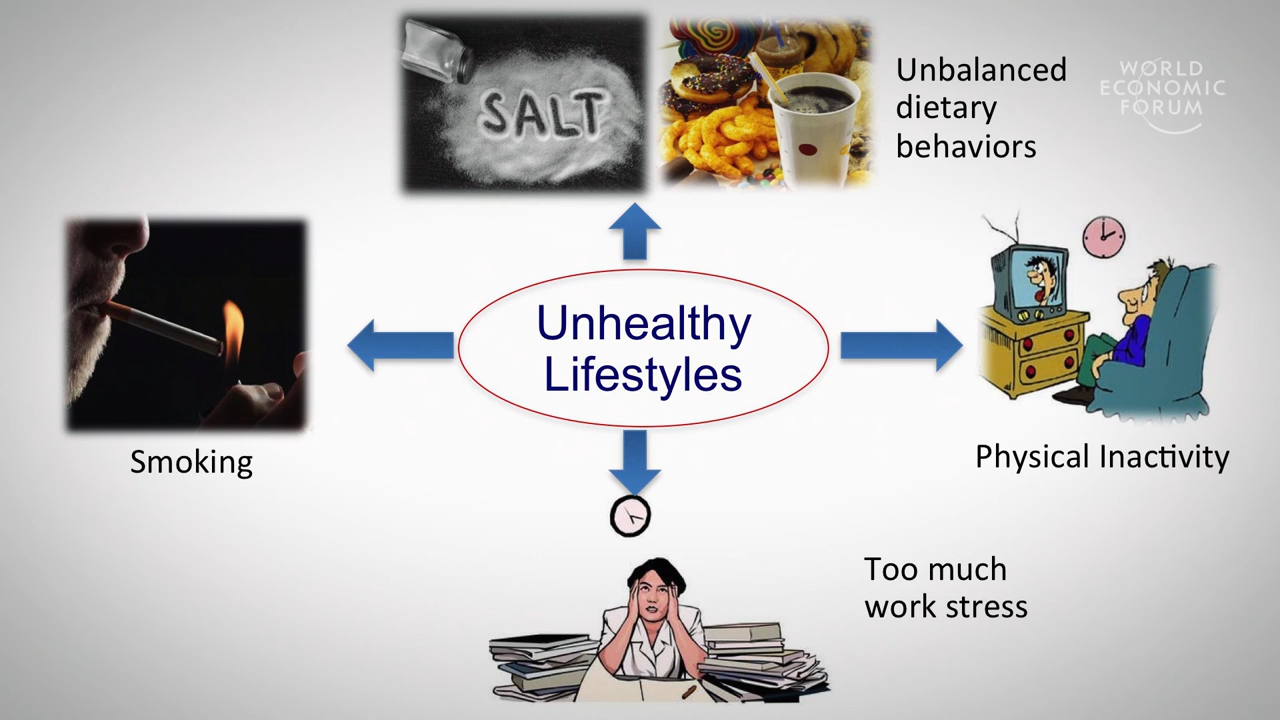 SALT
Unbalanced
dietary
behaviors
WORLD
ECONOMIC
FORUM
Unhealthy
Lifestyles
Smoking
Physical Inactivity
Too much
work stress